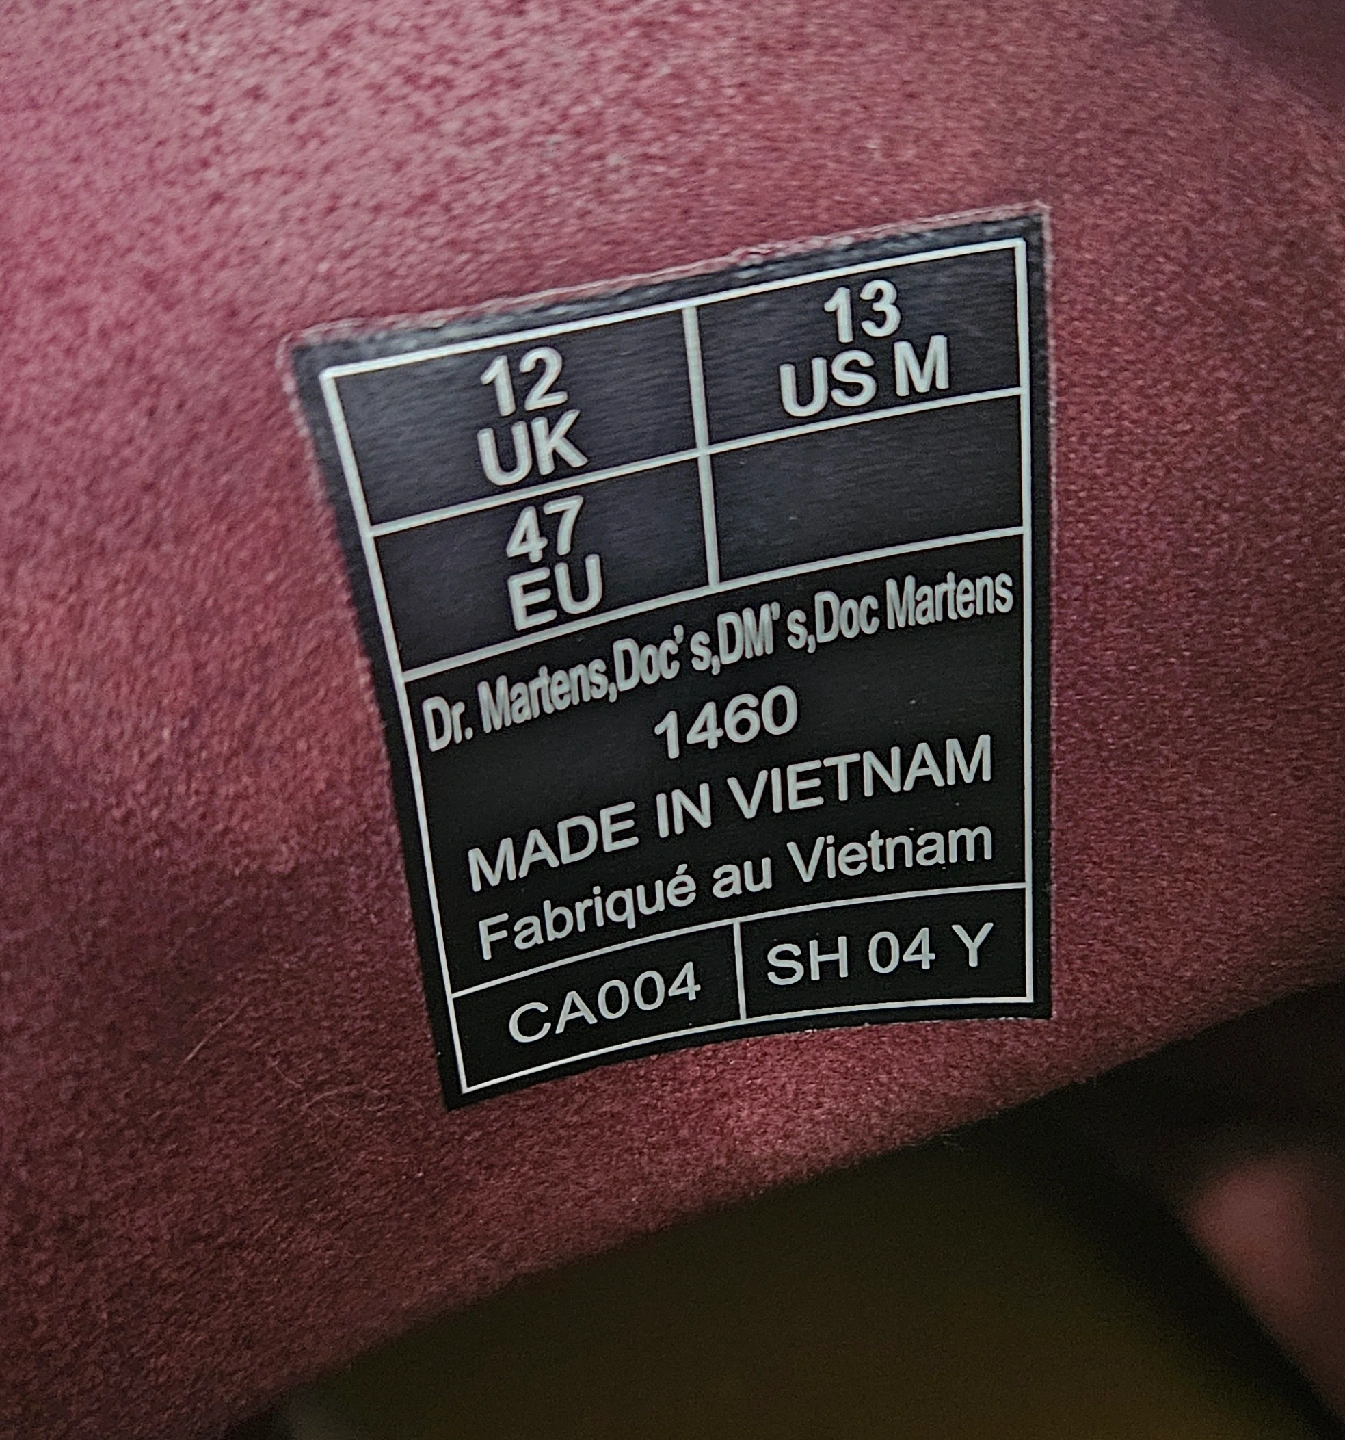 12
UK
13
US M
47
EU
Dr. Martens,Doc's,DM's,Doc Martens
1460
MADE IN VIETNAM
Fabriqué au Vietnam
CA004
SH 04 Y